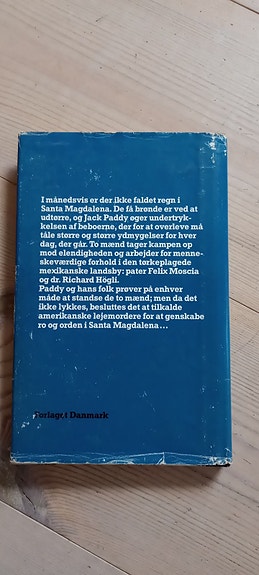 I månedsvis er der ikke faldet regn i
Santa Magdalena. De få brønde er ved at
udtørre, og Jack Paddy øger undertryk-
kelsen af beboerne, der for at overleve må
tåle større og større ydmygelser for hver
dag, der går. To mænd tager kampen op
mod elendigheden og arbejder for menne-
skeværdige forhold i den tørkeplagede
mexikanske landsby: pater Felix Moscia
og dr. Richard Högli.
Paddy og hans folk prøver på enhver
måde at standse de to mænd; men da det
ikke lykkes, besluttes det at tilkalde
amerikanske lejemordere for at genskabe
ro og orden i Santa Magdalena...
Forlaget Danmark